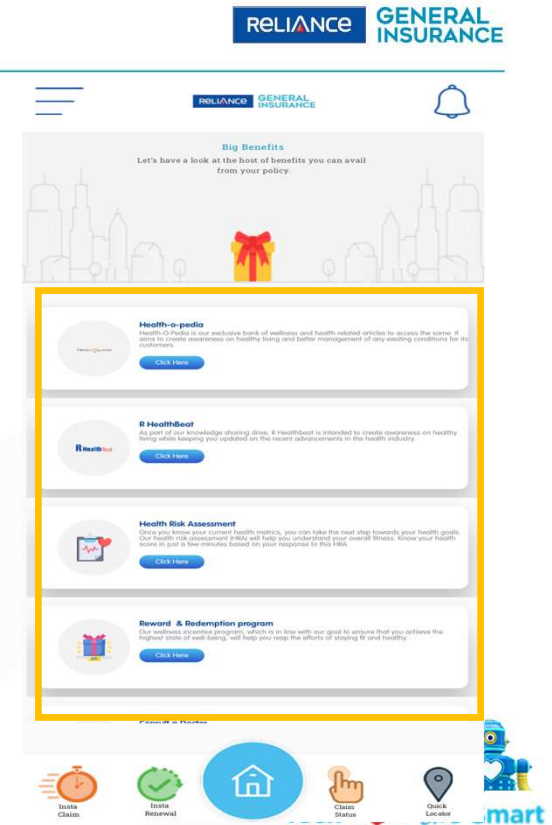 RELIANCE GENERAL
INSURANCE
RELIANCE GENERAL
INSURANCE
Big Benefits
Let's have a look at the host of benefits you can avail
from your policy.
Health-o-pedia
Health-O-Pedia is our exclusive bank of wellness and health related articles to access the same. It
aims to create awareness on healthy living and better management of any existing conditions for its
customers.
Click Here
R HealthBeat
As part of our knowledge sharing drive, R Healthbeat is intended to create awareness on healthy
living while keeping you updated on the recent advancements in the health industry.
R HealthBeat
Click Here
Health Risk Assessment
Once you know your current health metrics, you can take the next step towards your health goals.
Our health risk assessment (HRA) will help you understand your overall fitness. Know your health
score in just a few minutes based on your response to this HRA.
Click Here
Reward & Redemption program
Our wellness incentive program, which is in line with our goal to ensure that you achieve the
highest state of well-being, will help you reap the efforts of staying fit and healthy.
Click Here
Consult a Doctor
Insta
Claim
Insta
Renewal
Claim
Status
Quick
Locator
mart